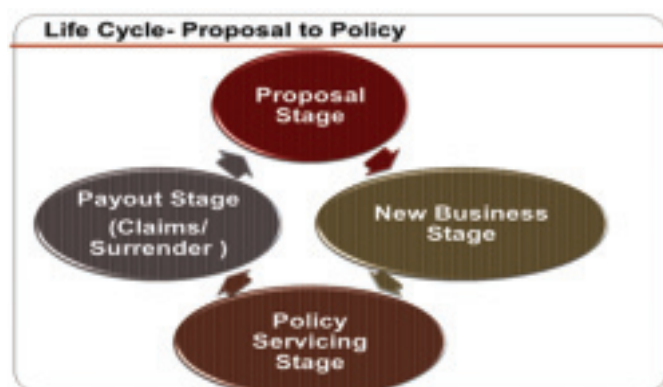 Life Cycle- Proposal to Policy
Proposal
Stage
Payout Stage
(Claims/
Surrender )
New Business
Stage
Policy
Servicing
Stage